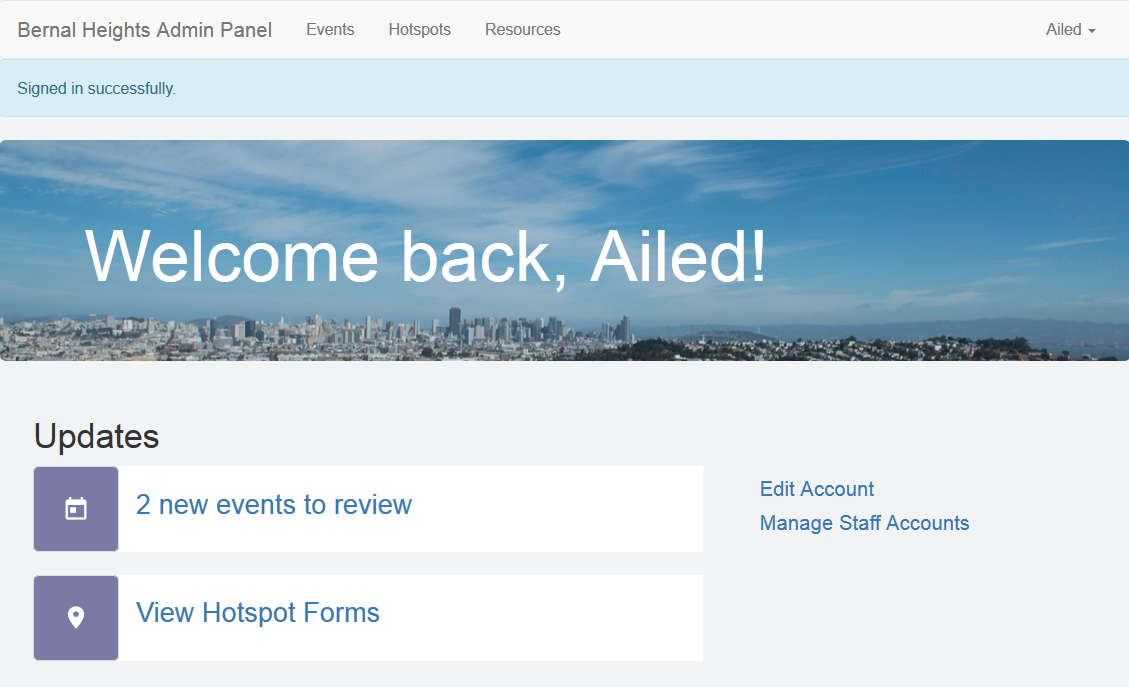 Bernal Heights Admin Panel Events Hotspots Resources Ailed
Signed in successfully.
Welcome back, Ailed!
Updates
2 new events to review
View Hotspot Forms
Edit Account
Manage Staff Accounts